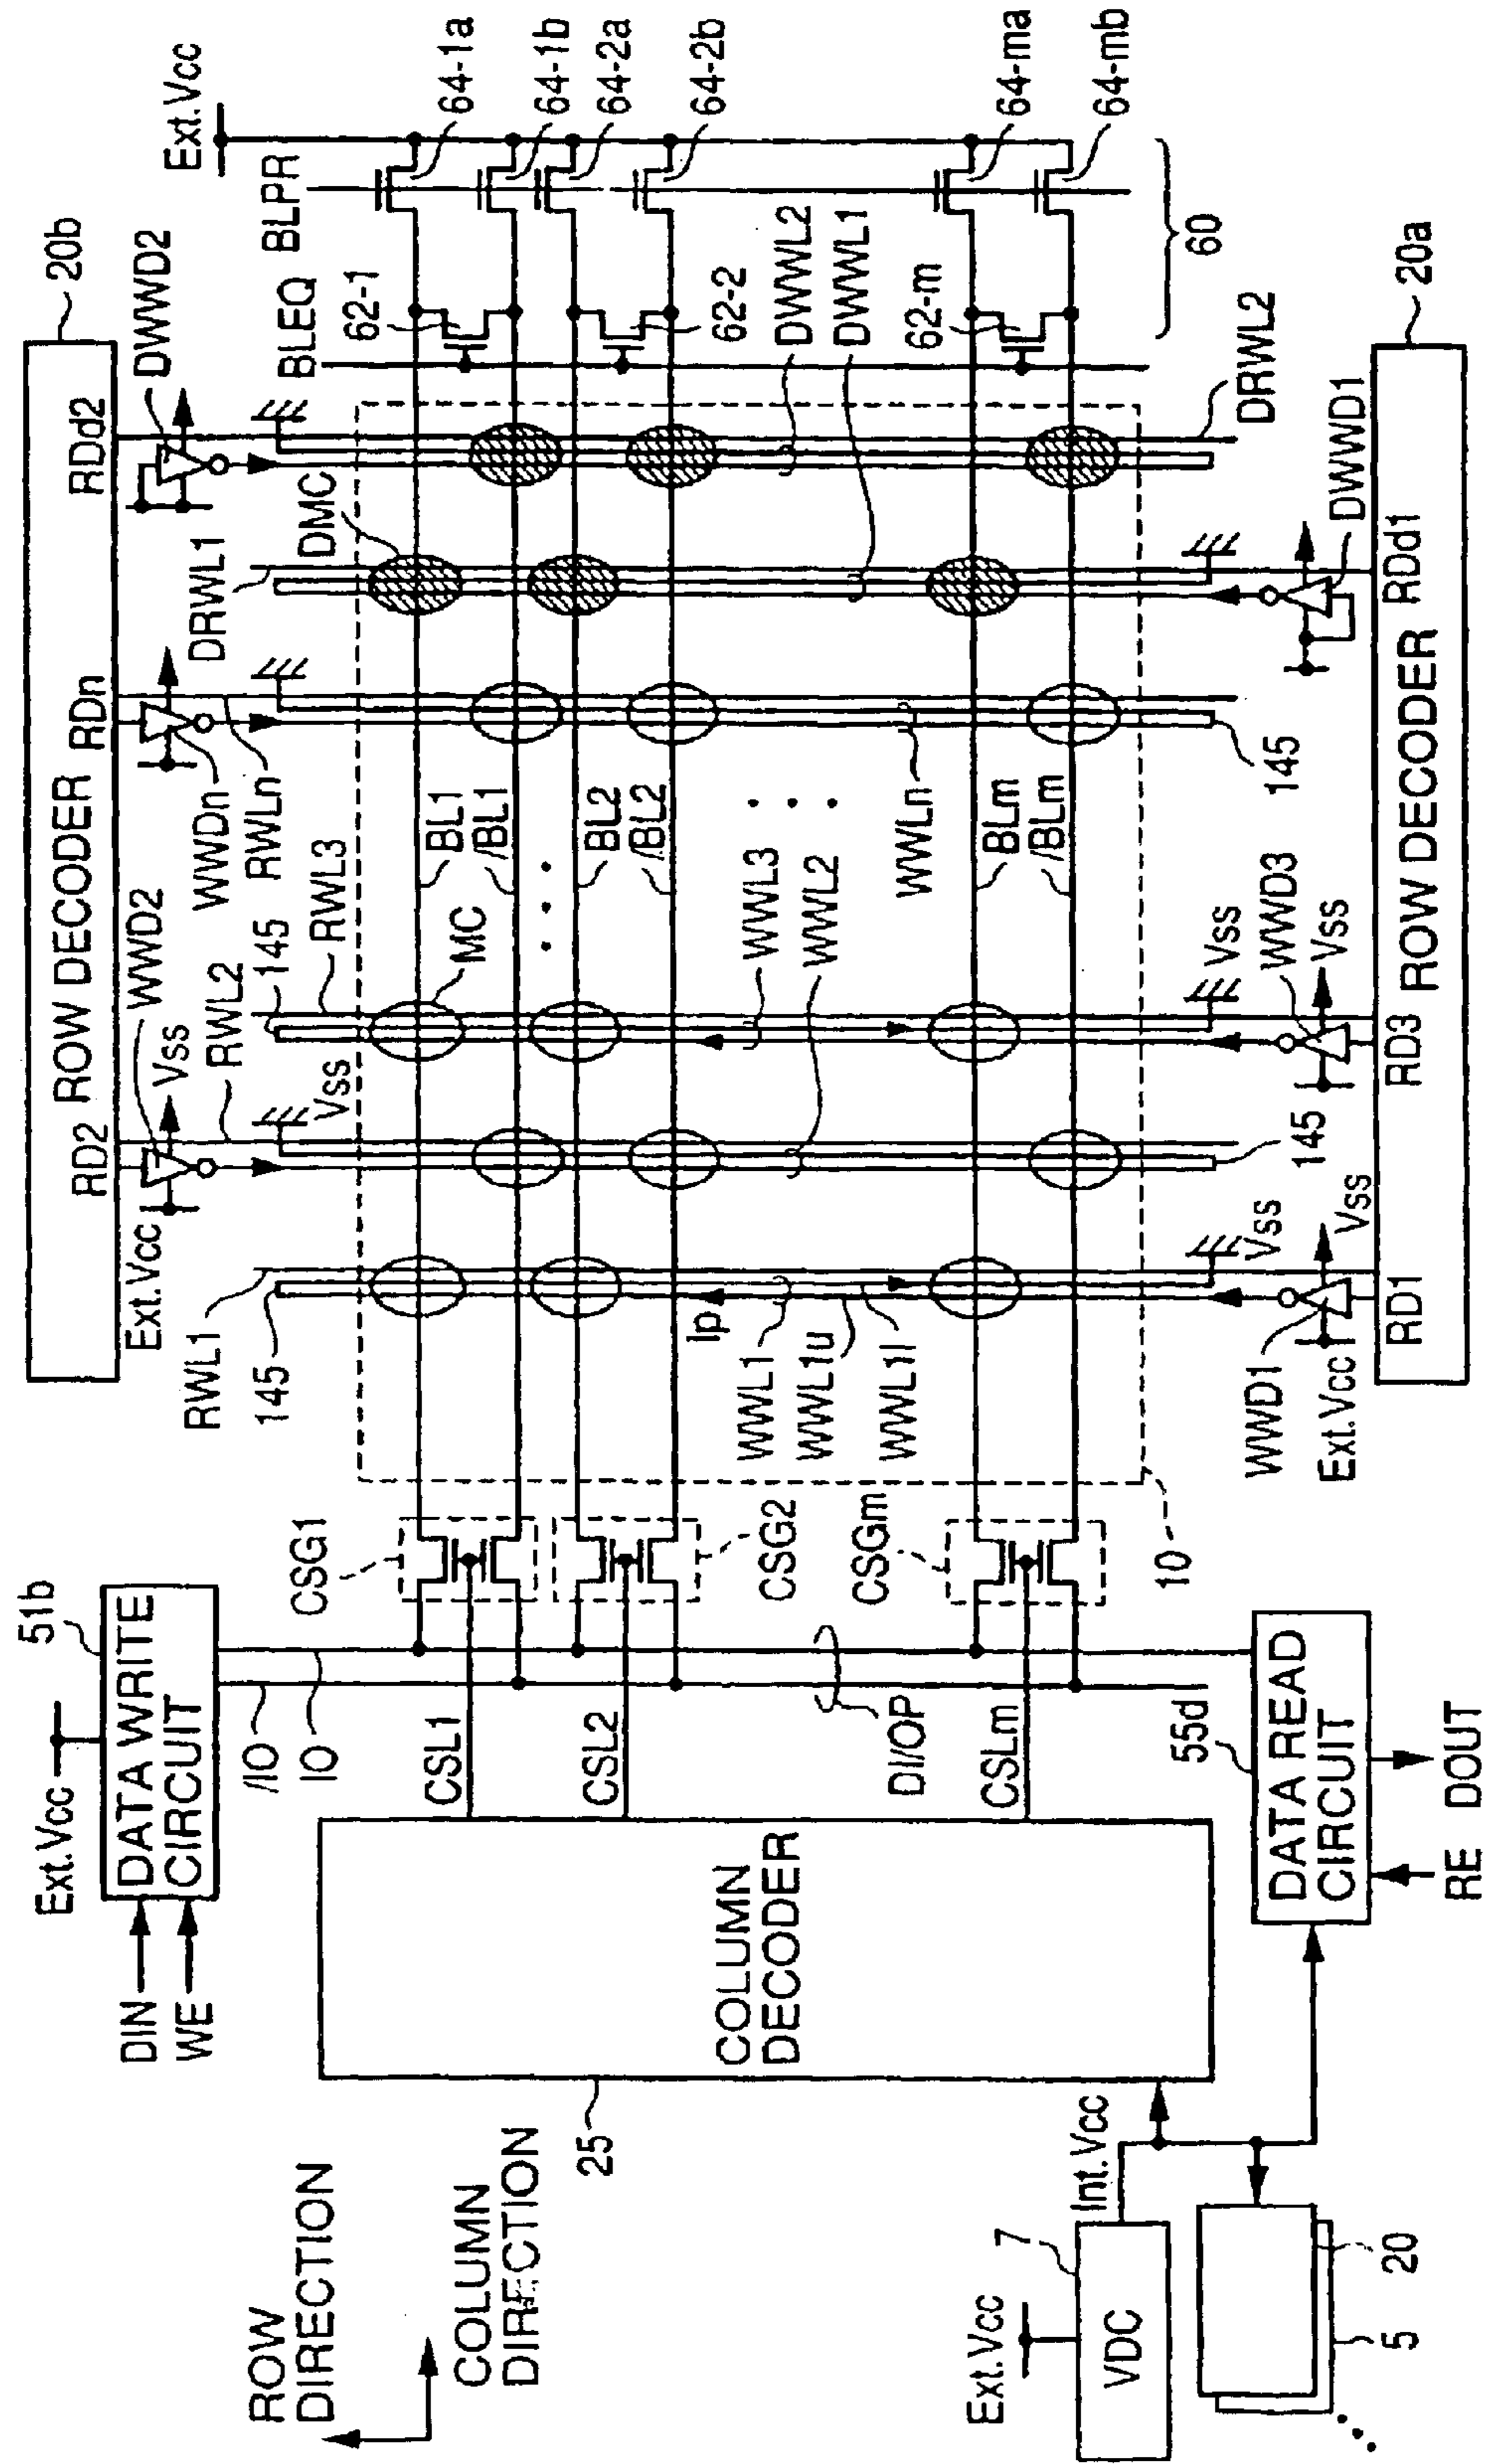 Ext.Vcc
51b
DATA WRITE
CIRCUIT
DIN
WE
/IO
IO
20b
ROW DECODER
RD2
RDn
RDd2
WWD2
Vss
Ext.Vcc
RWL2
WWDn
RWLn
DWWD2
DRWL1
RWL1
145
145
RWL3
Vss
DMC
BLEQ
BLPR
Ext.Vcc
CSG1
MC
BL1
/BL1
62-1
64-1a
64-1b
64-2a
64-2b
CSL1
CSL2
CSG2
BL2
/BL2
62-2
DWWL2
DWWL1
Ip
WWL1
WWL1u
WWL1l
WWL3
WWL2
WWLn
COLUMN
DECODER
25
DI/OP
CSLm
CSGm
BLm
/BLm
62-m
64-ma
64-mb
60
10
Vss
Vss
145
145
DRWL2
WWD1
Ext.Vcc
Vss
WWD3
Vss
DWWD1
RD1
RD3
RDd1
ROW DECODER
20a
55d
DATA READ
CIRCUIT
RE
DOUT
ROW
DIRECTION
COLUMN
DIRECTION
Ext.Vcc
7
VDC
Int.Vcc
20
5